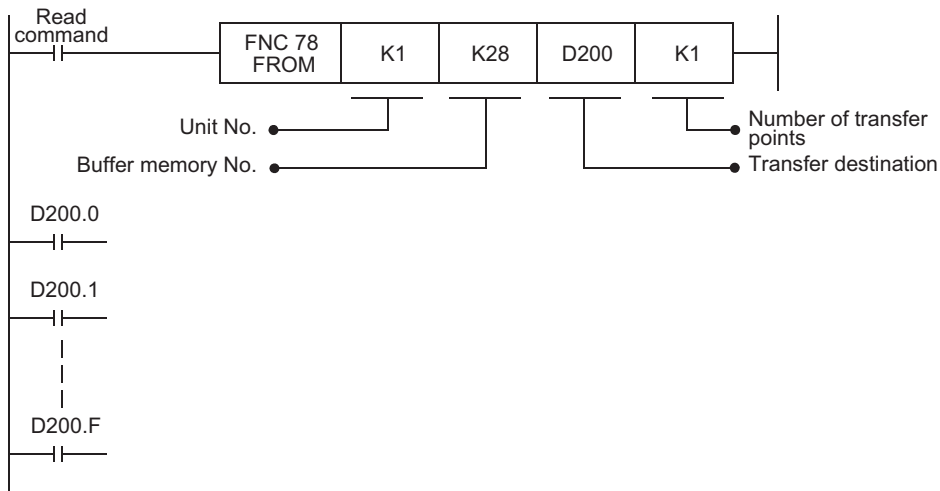 Read
command
FNC 78
FROM
K1
K28
D200
K1
Unit No.
Number of transfer
points
Buffer memory No.
Transfer destination
D200.0
D200.1
D200.F